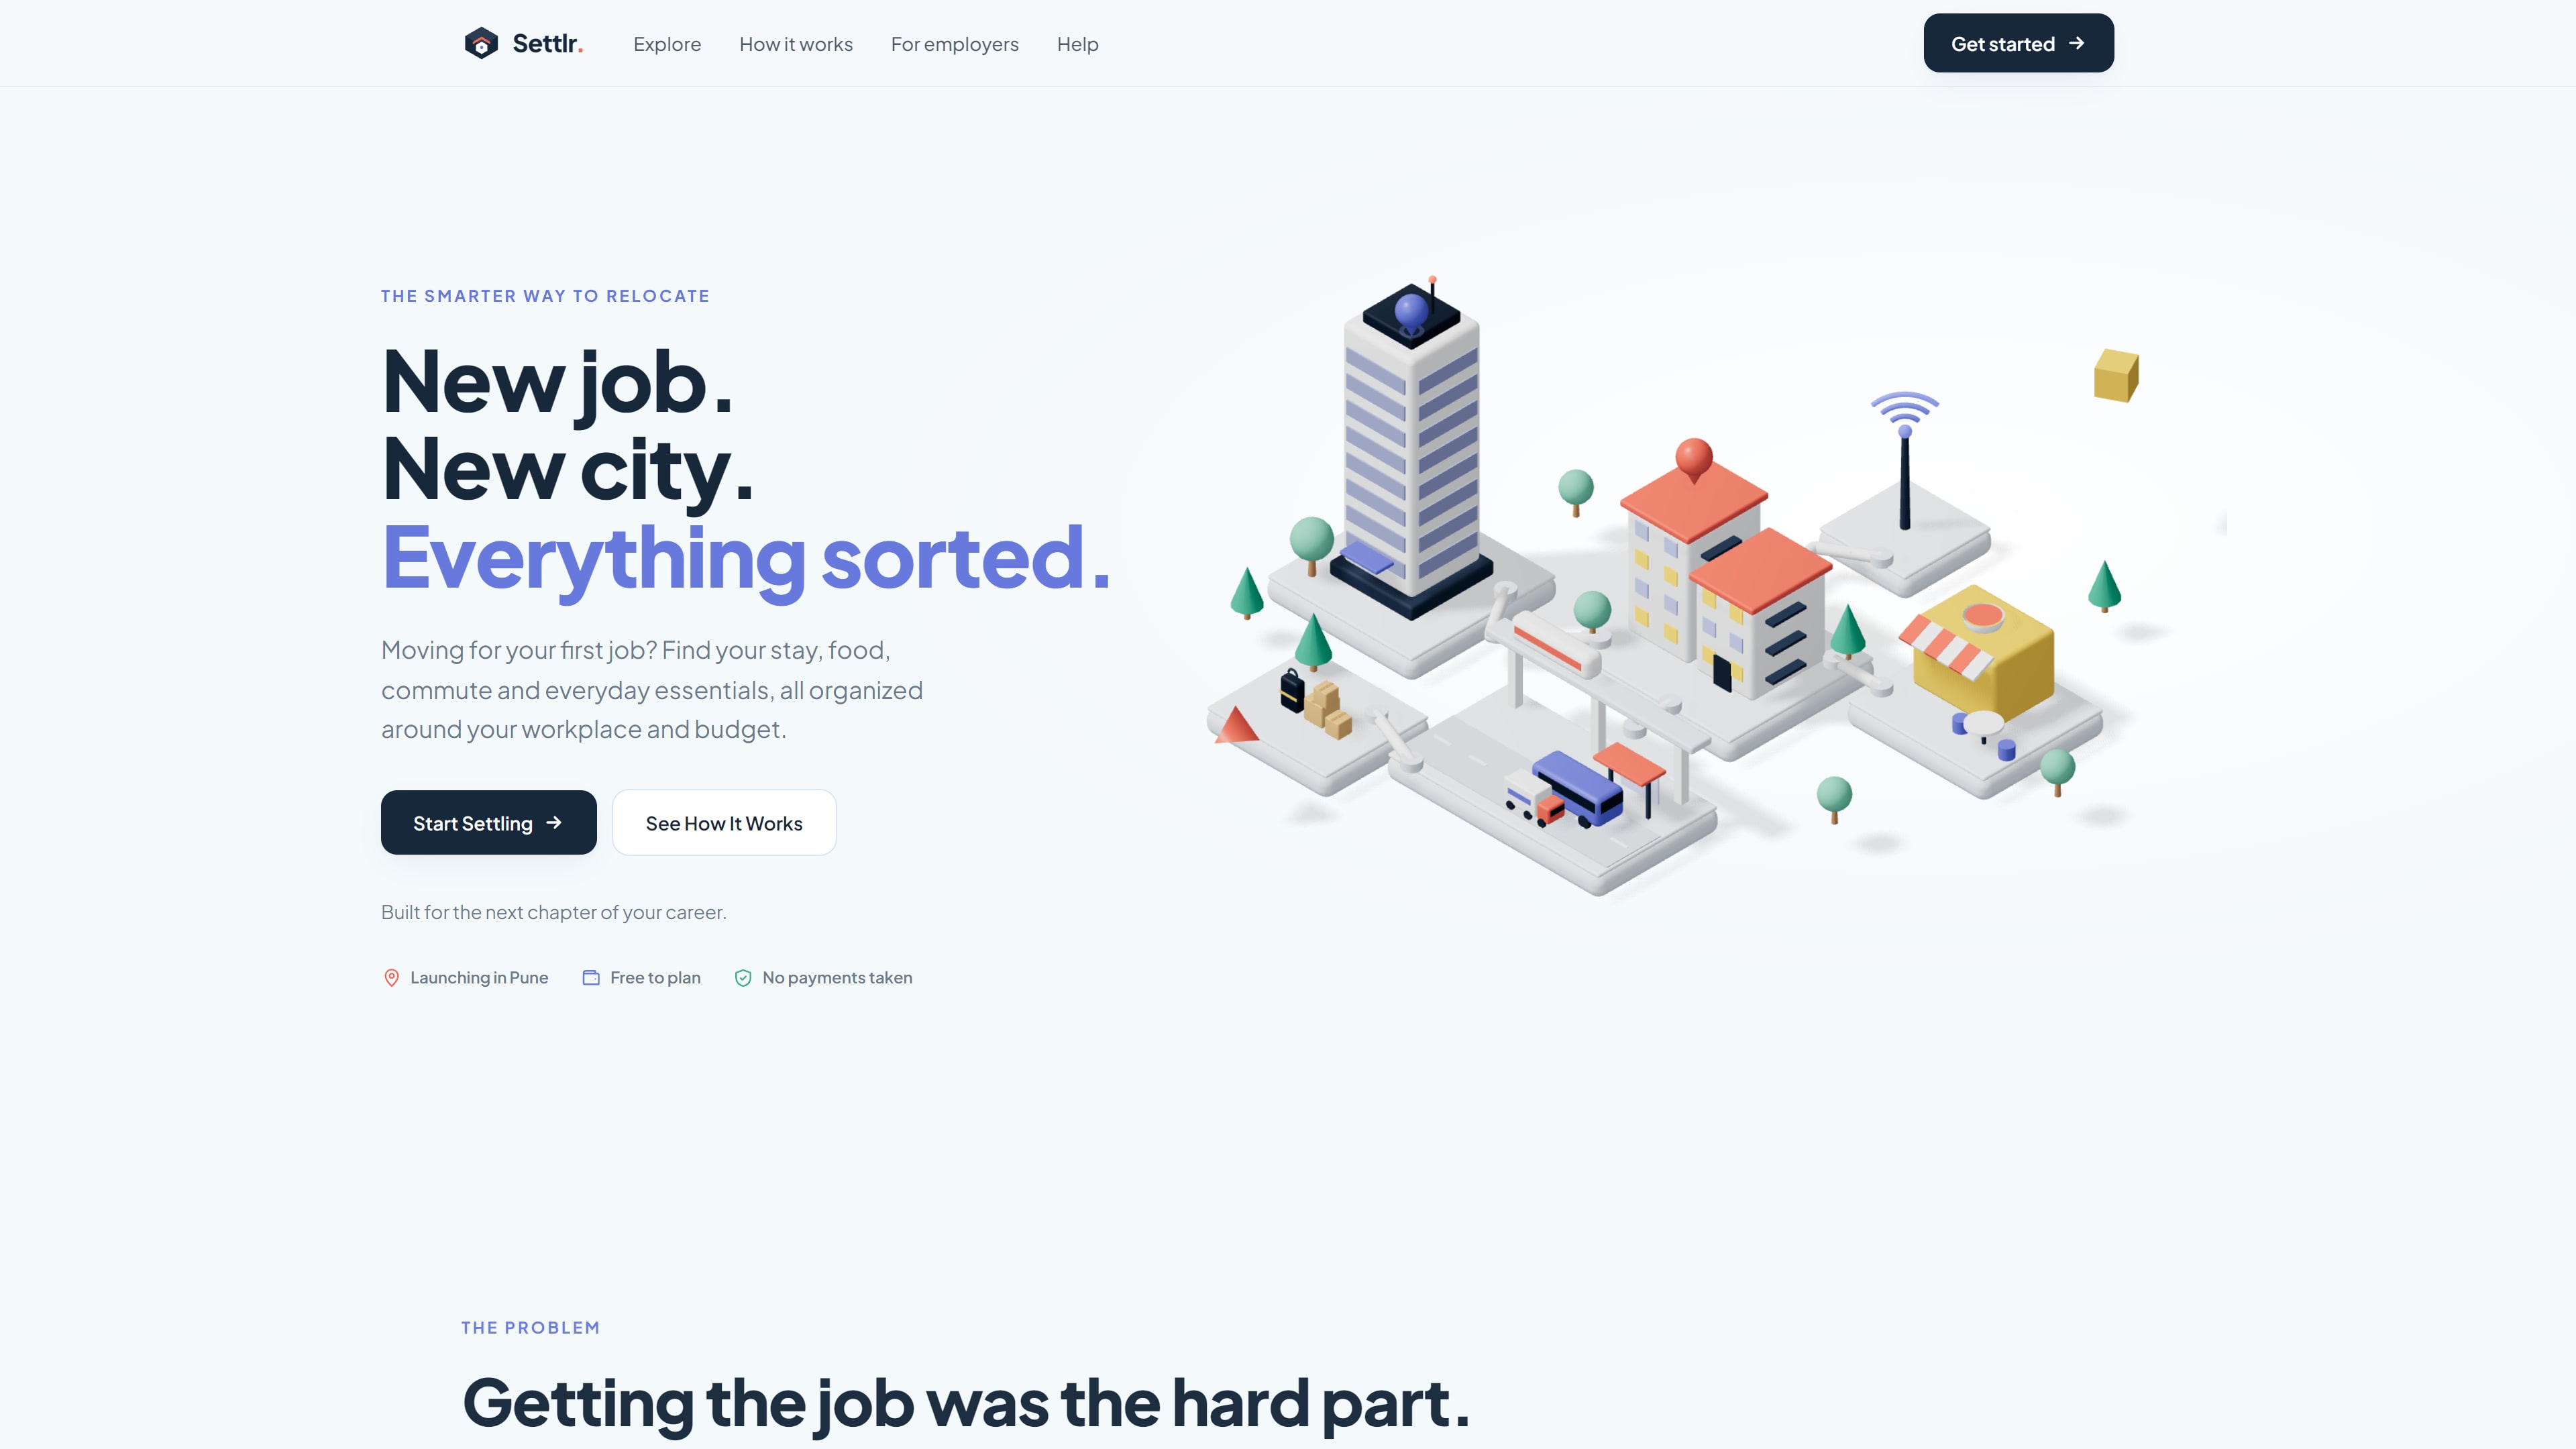 Settlr.
Explore
How it works
For employers
Help
Get started
THE SMARTER WAY TO RELOCATE
New job.
New city.
Everything sorted.
Moving for your first job? Find your stay, food,
commute and everyday essentials, all organized
around your workplace and budget.
Start Settling
See How It Works
Built for the next chapter of your career.
Launching in Pune
Free to plan
No payments taken
THE PROBLEM
Getting the job was the hard part.